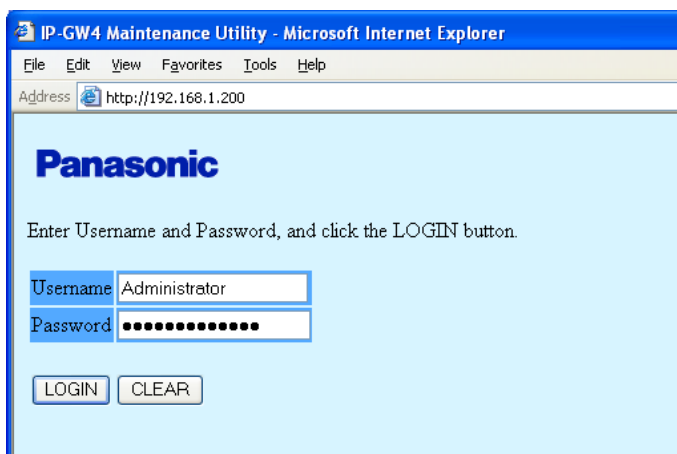 IP-GW4 Maintenance Utility - Microsoft Internet Explorer
File Edit View Favorites Tools Help
Address http://192.168.1.200
Panasonic
Enter Username and Password, and click the LOGIN button.
Username Administrator
Password •••••••••••••
LOGIN CLEAR